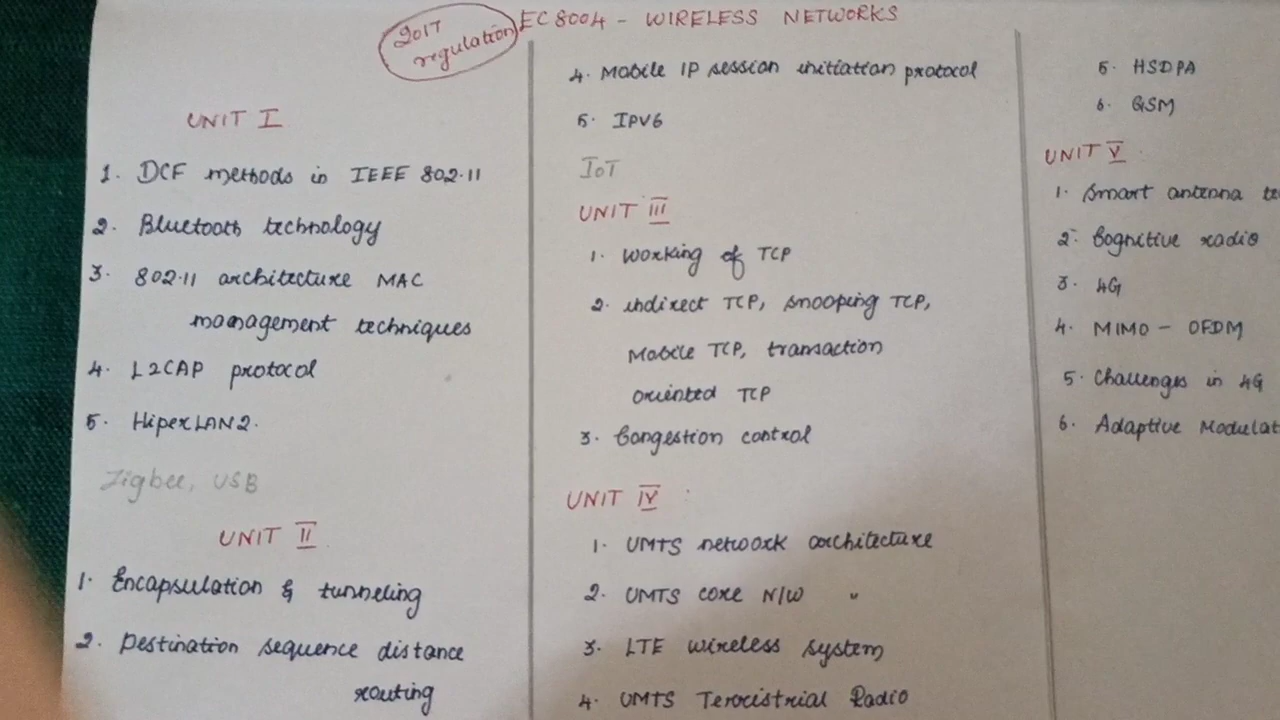 2017
regulation
EC8004 - WIRELESS NETWORKS
UNIT I
1. DCF methods in IEEE 802.11
2. Bluetooth technology
3. 802.11 architecture MAC
management techniques
4. L2CAP protocol
5. HiperLAN2.
Zigbee, USB
UNIT II
1. Encapsulation & tunneling
2. Destination sequence distance
routing
4. Mobile IP session initiation protocol
5. IPV6
IoT
UNIT III
1. Working of TCP
2. indirect TCP, snooping TCP,
Mobile TCP, transaction
oriented TCP
3. Congestion control
UNIT IV :
1. UMTS network architecture
2. UMTS core N/W "
3. LTE wireless system
4. UMTS Terocistrial Radio
5. HSDPA
6. GSM
UNIT V
1. Smart antenna te
2. Cognitive radio
3. 4G
4. MIMO - OFDM
5. Challenges in 4G
6. Adaptive Modulat